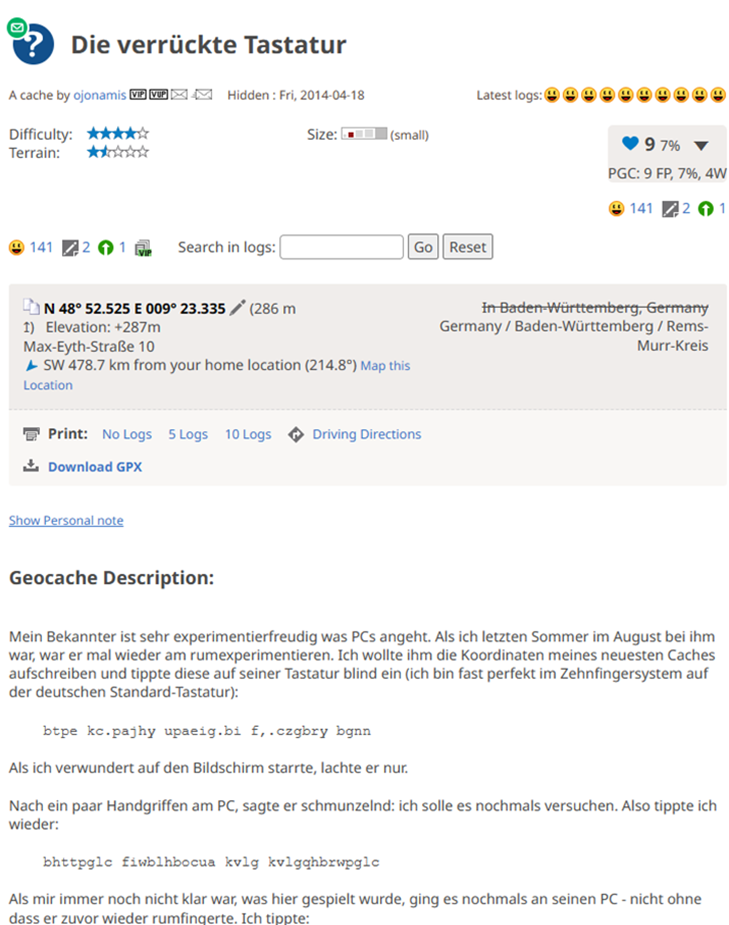 Die verrückte Tastatur
A cache by ojonamis VIP VUP Hidden : Fri, 2014-04-18 Latest logs:
Difficulty: Size: (small) 9 7%
Terrain:
PGC: 9 FP, 7%, 4W
141 2 1
141 2 1 VIP Search in logs: Go Reset
N 48° 52.525 E 009° 23.335 (286 m In Baden-Württemberg, Germany
↥) Elevation: +287m Germany / Baden-Württemberg / Rems-
Max-Eyth-Straße 10 Murr-Kreis
SW 478.7 km from your home location (214.8°) Map this
Location
Print: No Logs 5 Logs 10 Logs Driving Directions
Download GPX
Show Personal note
Geocache Description:
Mein Bekannter ist sehr experimentierfreudig was PCs angeht. Als ich letzten Sommer im August bei ihm
war, war er mal wieder am rumexperimentieren. Ich wollte ihm die Koordinaten meines neuesten Caches
aufschreiben und tippte diese auf seiner Tastatur blind ein (ich bin fast perfekt im Zehnfingersystem auf
der deutschen Standard-Tastatur):
btpe kc.pajhy upaeig.bi f,.czgbry bgnn
Als ich verwundert auf den Bildschirm starrte, lachte er nur.
Nach ein paar Handgriffen am PC, sagte er schmunzelnd: ich solle es nochmals versuchen. Also tippte ich
wieder:
bhttpglc fiwblhbocua kvlg kvlgqhbrwpglc
Als mir immer noch nicht klar war, was hier gespielt wurde, ging es nochmals an seinen PC - nicht ohne
dass er zuvor wieder rumfingerte. Ich tippte: